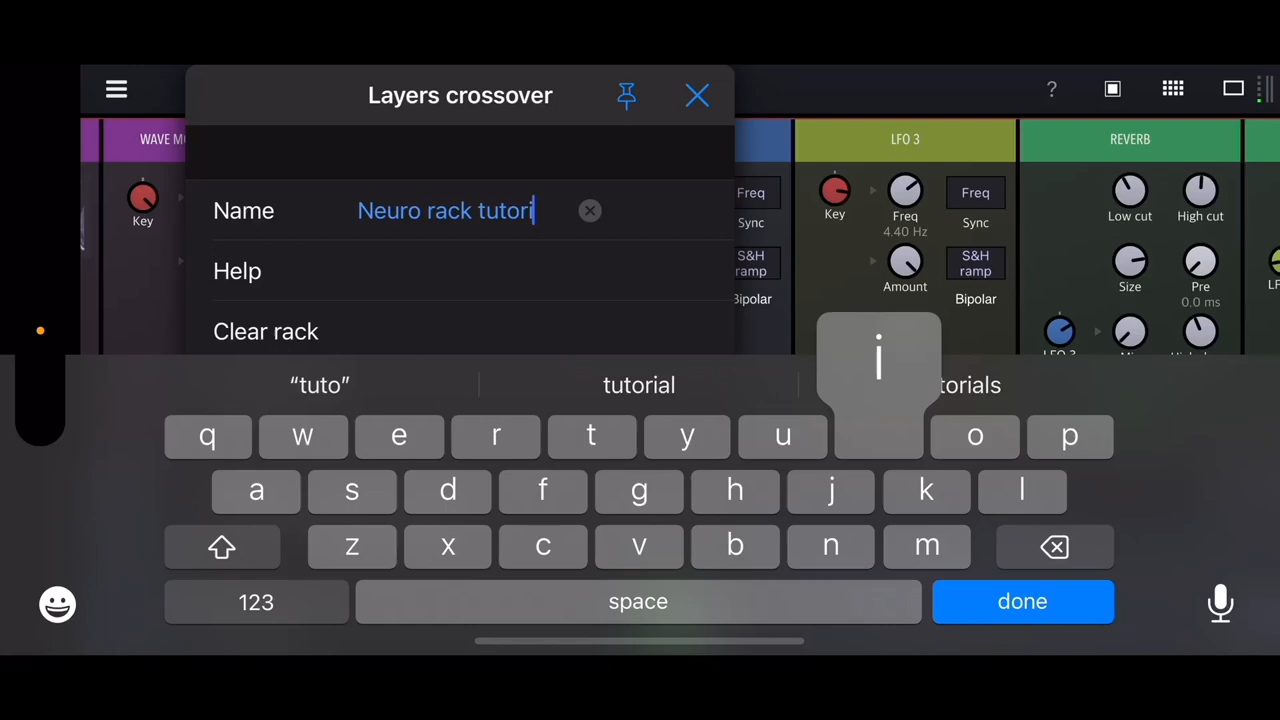 Layers crossover
?
WAVE MO
LFO 3
REVERB
Name
Neuro rack tutori
Key
Freq
Sync
Key
Freq
4.40 Hz
Freq
Sync
Low cut
High cut
Help
S&H
ramp
Bipolar
Amount
S&H
ramp
Bipolar
Size
Pre
0.0 ms
LF
Clear rack
i
“tuto”
tutorial
torials
q w e r t y u o p
a s d f g h j k l
z x c v b n m
123
space
done